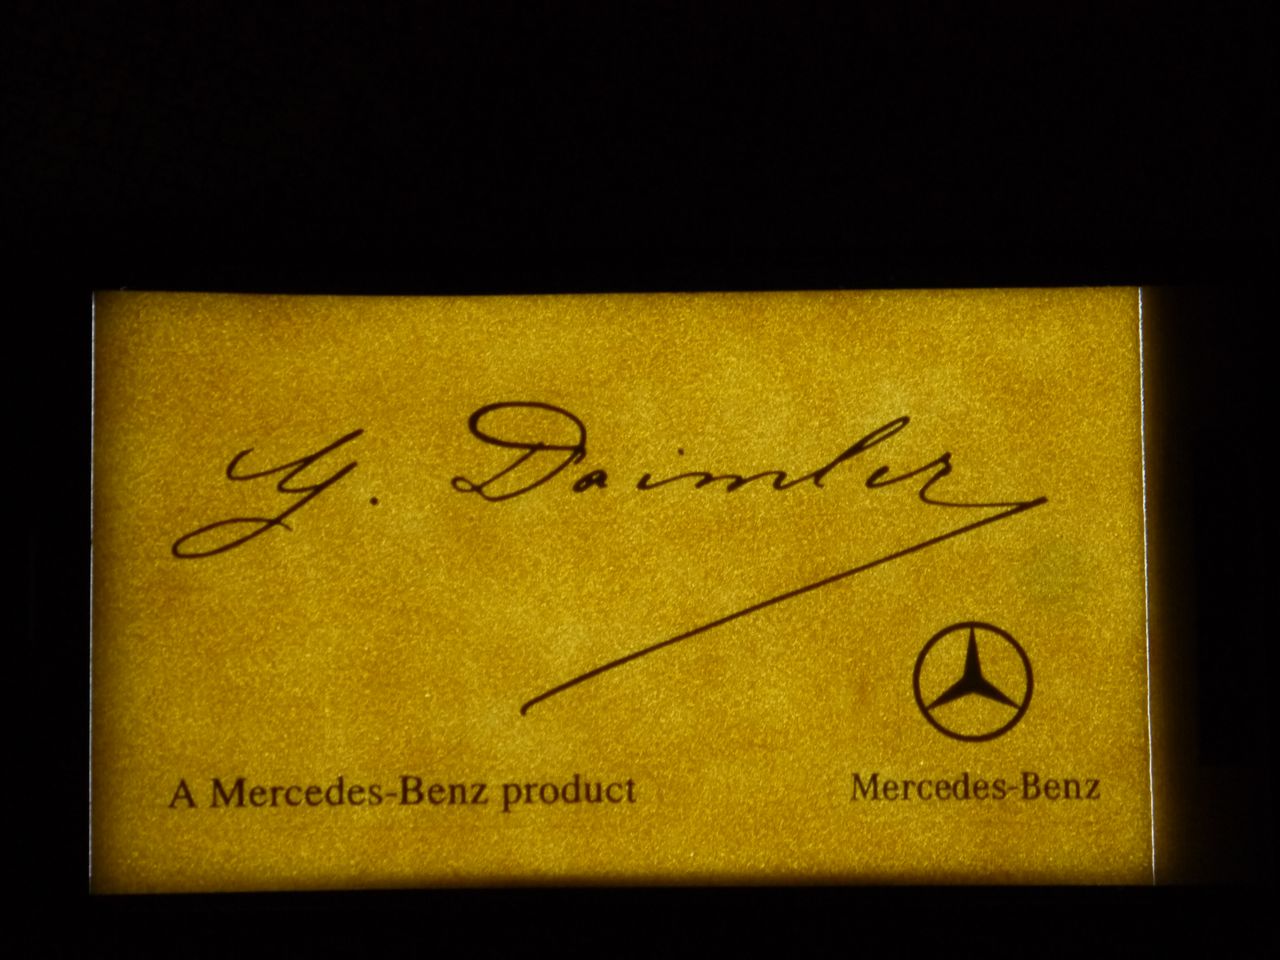 G. Daimler
A Mercedes-Benz product
Mercedes-Benz